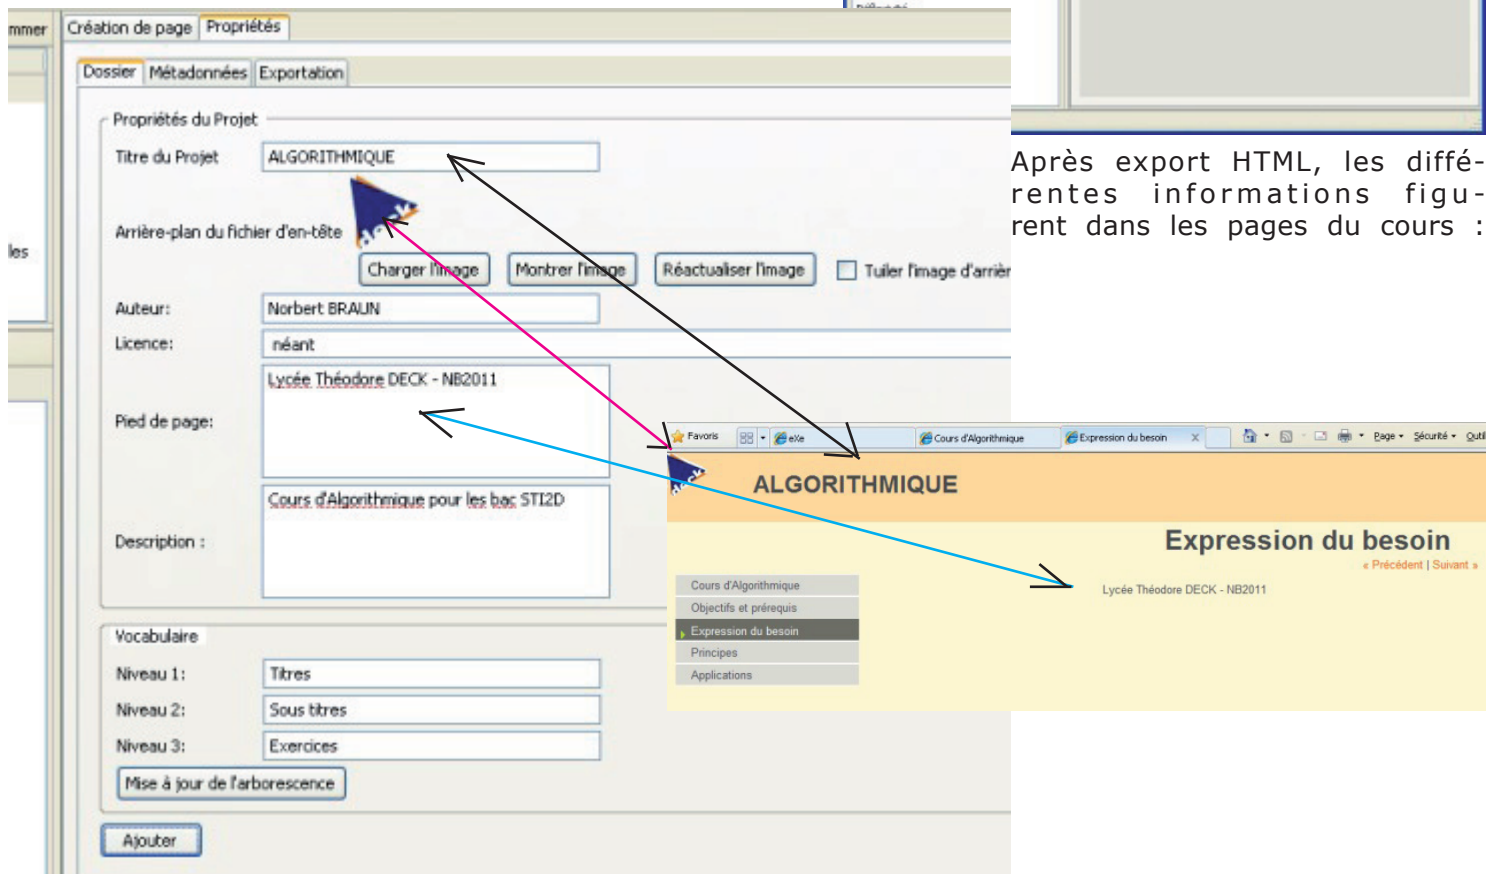 mmer
Création de page Propriétés
Dossier Métadonnées Exportation
Propriétés du Projet
Titre du Projet ALGORITHMIQUE
Arrière-plan du fichier d'en-tête
les
Charger l'image Montrer l'image Réactualiser l'image Tuiler l'image d'arrièr
Auteur: Norbert BRAUN
Licence: néant
Lycée Théodore DECK - NB2011
Pied de page:
Cours d'Algorithmique pour les bac STI2D
Description :
Vocabulaire
Niveau 1: Titres
Niveau 2: Sous titres
Niveau 3: Exercices
Mise à jour de l'arborescence
Ajouter
Après export HTML, les diffé-
rentes informations figu-
rent dans les pages du cours :
Favoris eXe Cours d'Algorithmique Expression du besoin X Page Sécurité Outil
DECK
ALGORITHMIQUE
Expression du besoin
« Précédent | Suivant »
Cours d'Algorithmique
Objectifs et prérequis
Expression du besoin
Principes
Applications
Lycée Théodore DECK - NB2011